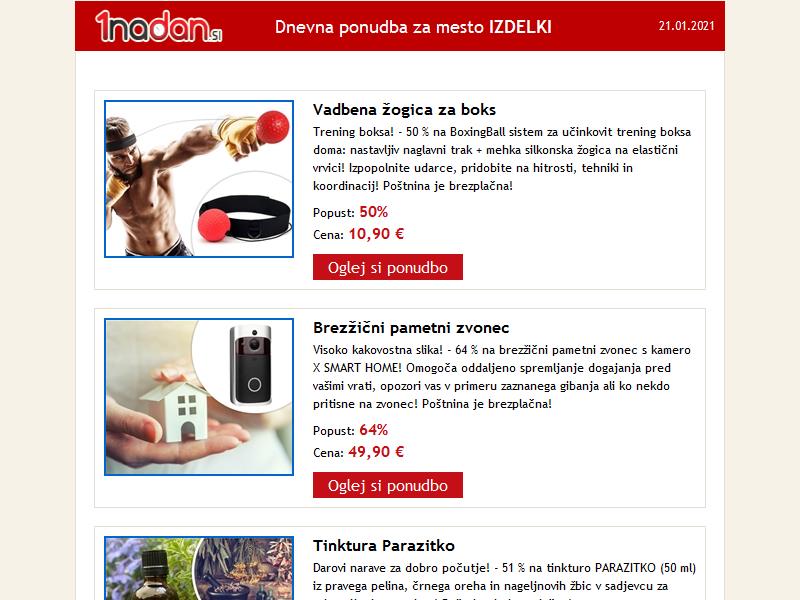 1nadan.si
Dnevna ponudba za mesto IZDELKI
21.01.2021
Vadbena žogica za boks
Trening boksa! - 50 % na BoxingBall sistem za učinkovit trening boksa
doma: nastavljiv naglavni trak + mehka silkonska žogica na elastični
vrvici! Izpopolnite udarce, pridobite na hitrosti, tehniki in
koordinacij! Poštnina je brezplačna!
Popust: 50%
Cena: 10,90 €
Oglej si ponudbo
Brezžični pametni zvonec
Visoko kakovostna slika! - 64 % na brezžični pametni zvonec s kamero
X SMART HOME! Omogoča oddaljeno spremljanje dogajanja pred
vašimi vrati, opozori vas v primeru zaznanega gibanja ali ko nekdo
pritisne na zvonec! Poštnina je brezplačna!
Popust: 64%
Cena: 49,90 €
Oglej si ponudbo
Tinktura Parazitko
Darovi narave za dobro počutje! - 51 % na tinkturo PARAZITKO (50 ml)
iz pravega pelina, črnega oreha in nageljnovih žbic v sadjevcu za